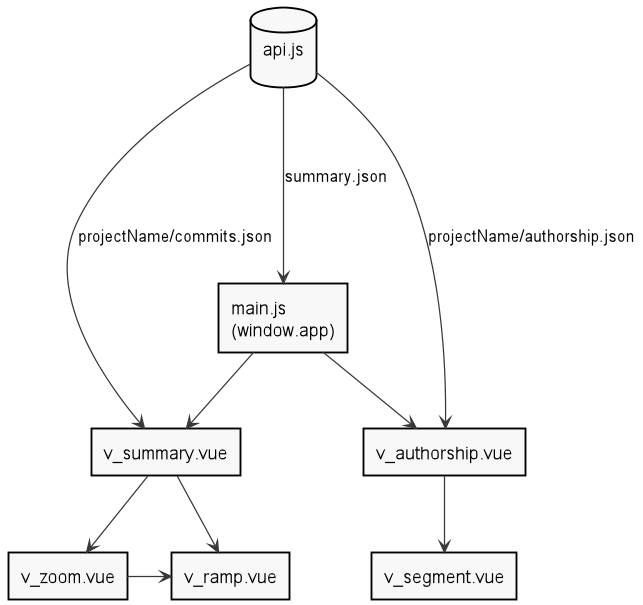 api.js
summary.json
projectName/commits.json
projectName/authorship.json
main.js
(window.app)
v_summary.vue
v_authorship.vue
v_zoom.vue
v_ramp.vue
v_segment.vue